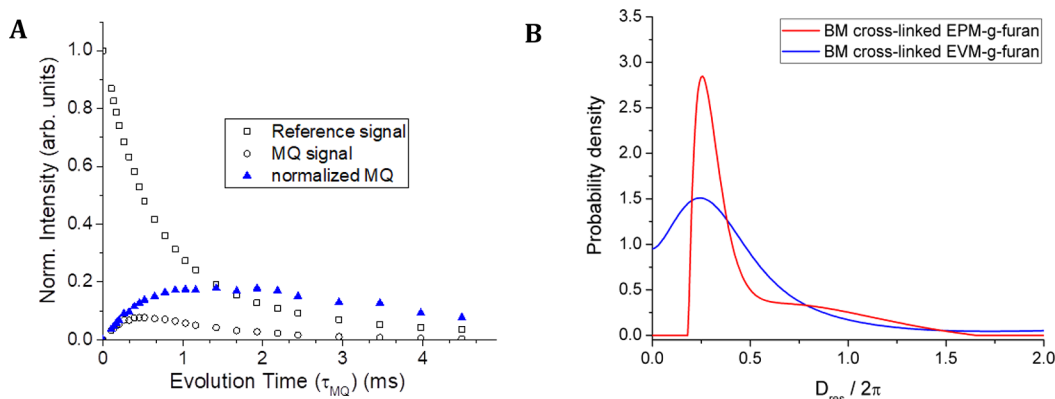 A
Norm. Intensity (arb. units)
1.0
0.8
0.6
0.4
0.2
0.0
Reference signal
MQ signal
normalized MQ
0
1
2
3
4
Evolution Time (τMQ) (ms)
B
Probability density
3.5
3.0
2.5
2.0
1.5
1.0
0.5
0.0
BM cross-linked EPM-g-furan
BM cross-linked EVM-g-furan
0.0
0.5
1.0
1.5
2.0
Dres / 2π